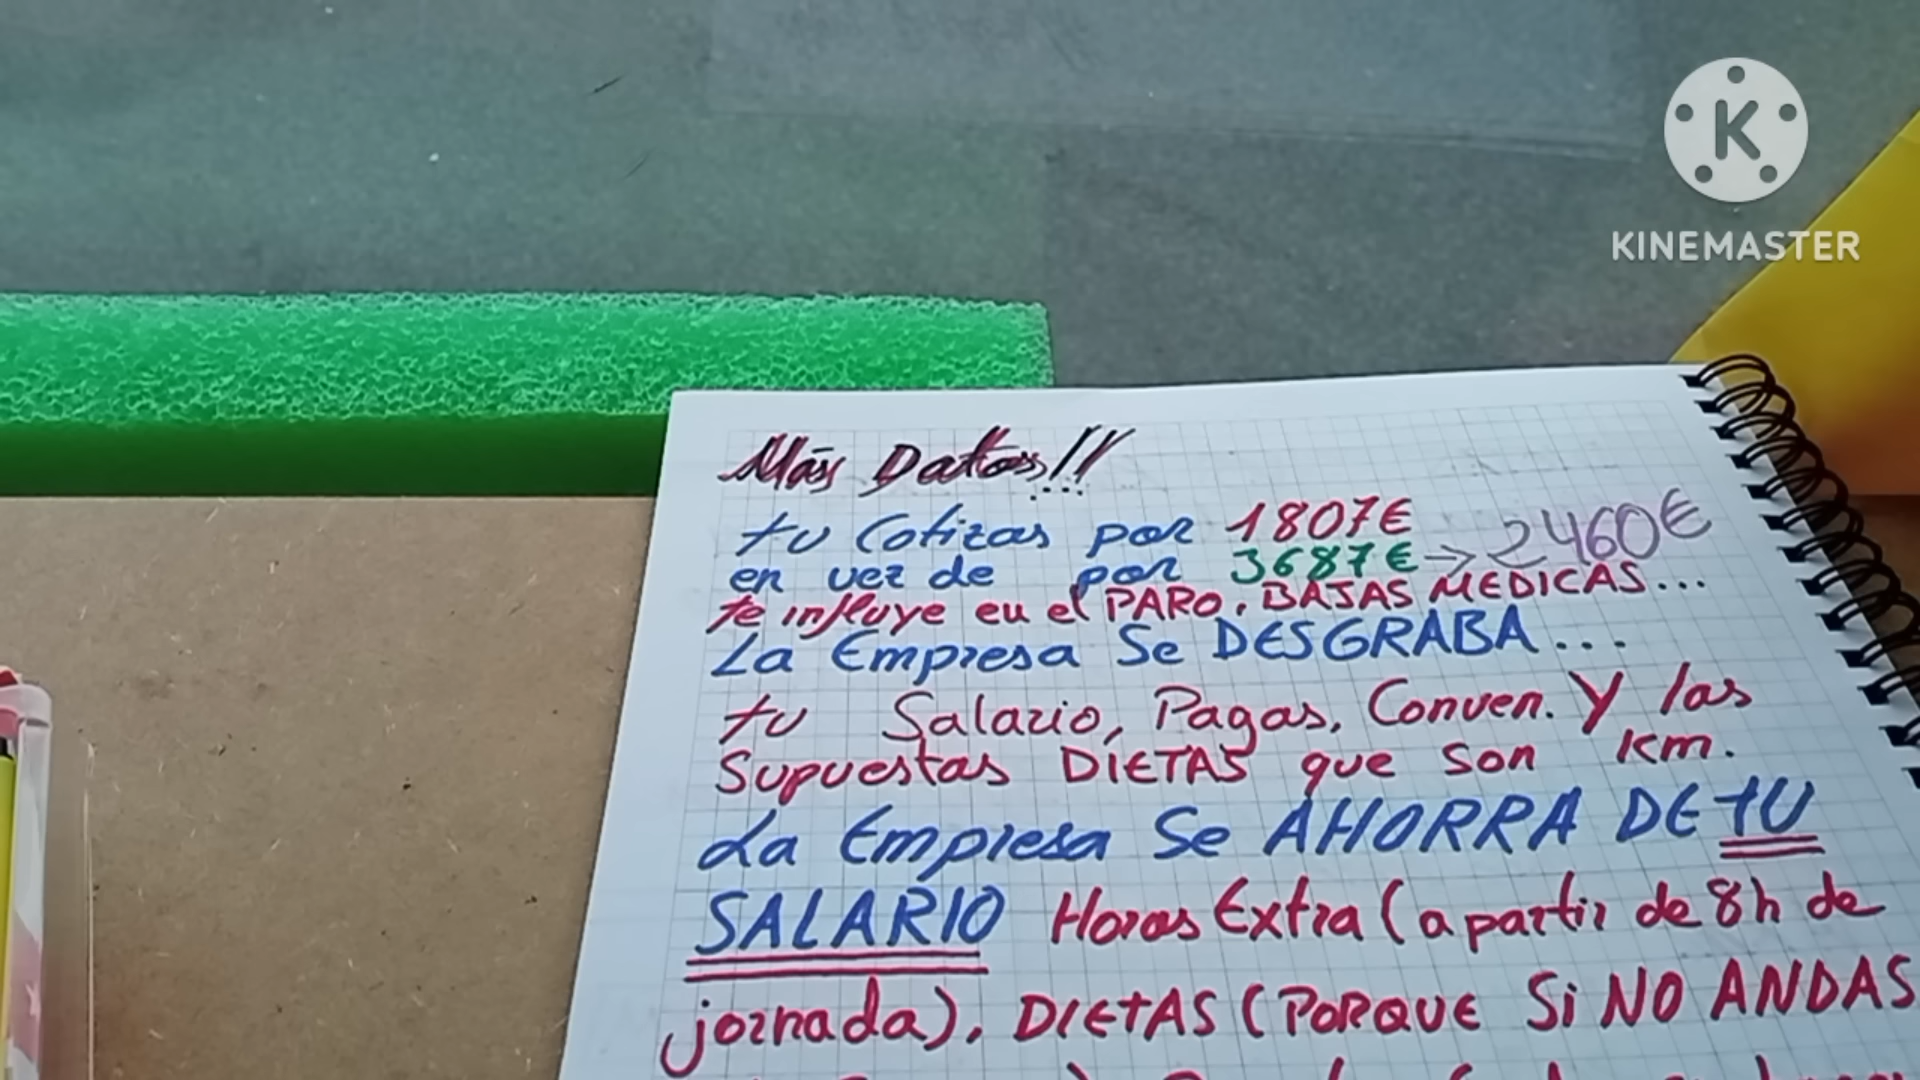 KINEMASTER
Más Datos!!...
tu Cotizas por 1807€
en vez de por 3687€ → 2460€
te influye en el PARO, BAJAS MEDICAS...
La Empresa Se DESGRABA...
tu Salario, Pagas, Conven. Y las
Supuestas DIETAS que son Km.
La Empresa Se AHORRA DE TU
SALARIO Horas Extra (a partir de 8h de
jornada), DIETAS (PORQUE Si NO ANDAS